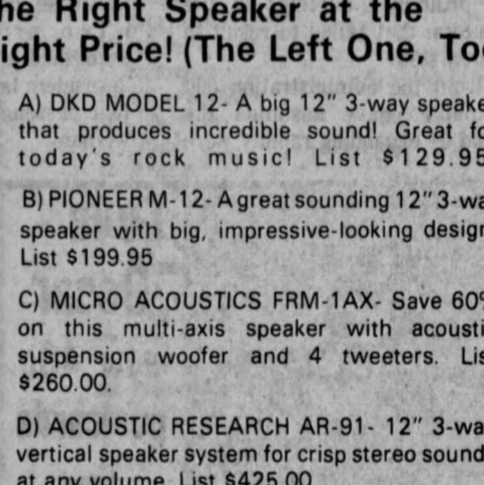 he Right Speaker at the
ight Price! (The Left One, Too
A) DKD MODEL 12- A big 12" 3-way speake
that produces incredible sound! Great fo
today's rock music! List $129.95
B) PIONEER M-12- A great sounding 12" 3-wa
speaker with big, impressive-looking design
List $199.95
C) MICRO ACOUSTICS FRM-1AX- Save 60%
on this multi-axis speaker with acousti
suspension woofer and 4 tweeters. Lis
$260.00.
D) ACOUSTIC RESEARCH AR-91- 12" 3-wa
vertical speaker system for crisp stereo sound
at any volume. List $425.00